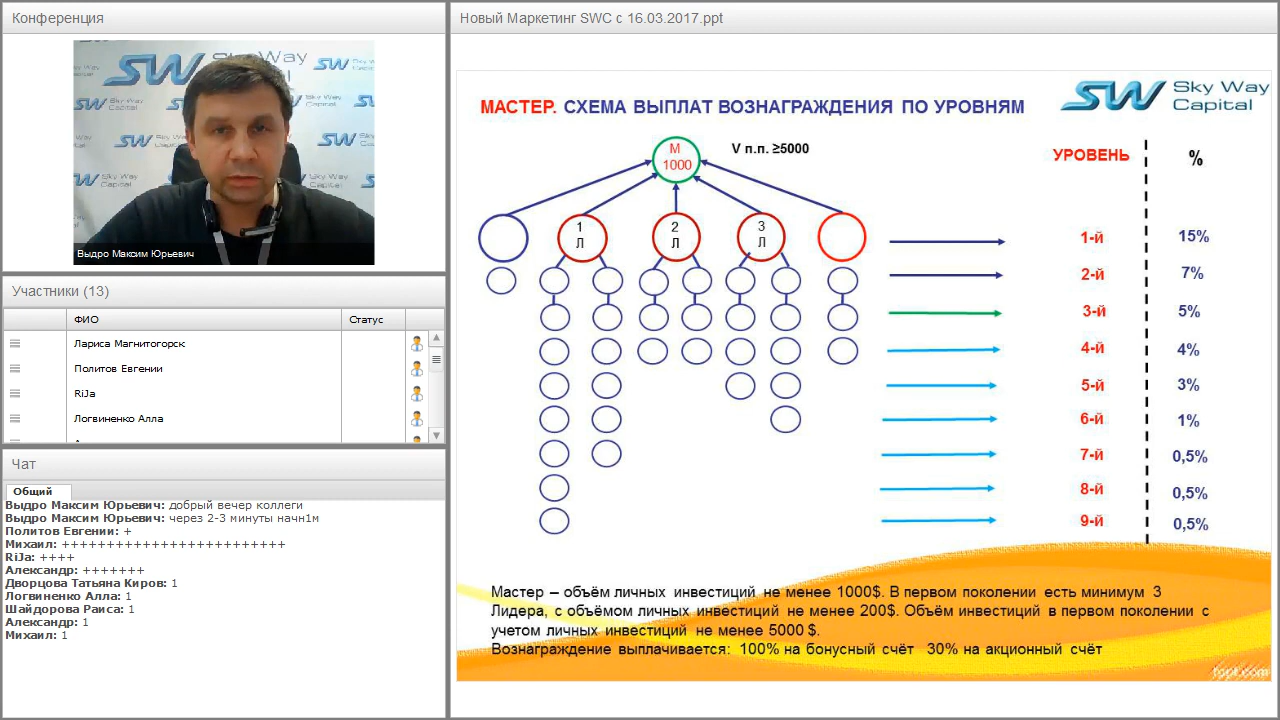 Конференция
Sky Way
Capital
Выдро Максим Юрьевич
Участники (13)
ФИО
Статус
Лариса Магнитогорск
Политов Евгении
RiJa
Логвиненко Алла
Чат
Общий
Выдро Максим Юрьевич: добрый вечер коллеги
Выдро Максим Юрьевич: через 2-3 минуты начн1м
Политов Евгении: +
Михаил: +++++++++++++++++++++++++
RiJa: ++++
Александр: +++++++
Дворцова Татьяна Киров: 1
Логвиненко Алла: 1
Шайдорова Раиса: 1
Александр: 1
Михаил: 1
Новый Маркетинг SWC с 16.03.2017.ppt
МАСТЕР. СХЕМА ВЫПЛАТ ВОЗНАГРАЖДЕНИЯ ПО УРОВНЯМ
SW Sky Way
Capital
М
1000
V п.п. ≥5000
УРОВЕНЬ %
1
Л
2
Л
3
Л
1-й 15%
2-й 7%
3-й 5%
4-й 4%
5-й 3%
6-й 1%
7-й 0,5%
8-й 0,5%
9-й 0,5%
Мастер – объём личных инвестиций не менее 1000$. В первом поколении есть минимум 3
Лидера, с объёмом личных инвестиций не менее 200$. Объём инвестиций в первом поколении с
учетом личных инвестиций не менее 5000 $.
Вознаграждение выплачивается: 100% на бонусный счёт 30% на акционный счёт
fppt.com